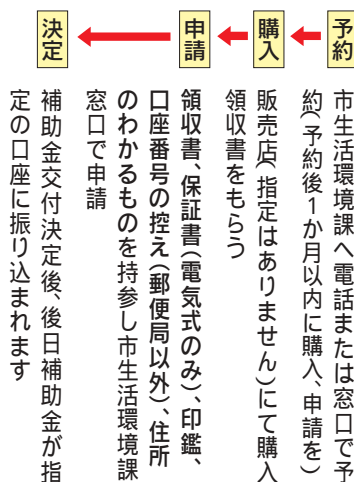 予約
市生活環境課へ電話または窓口で予
約(予約後1か月以内に購入、申請を)
購入
販売店(指定はありません)にて購入
領収書をもらう
申請
領収書、保証書(電気式のみ)、印鑑、
口座番号の控え(郵便局以外)、住所
のわかるものを持参し市生活環境課
窓口で申請
決定
補助金交付決定後、後日補助金が指
定の口座に振り込まれます